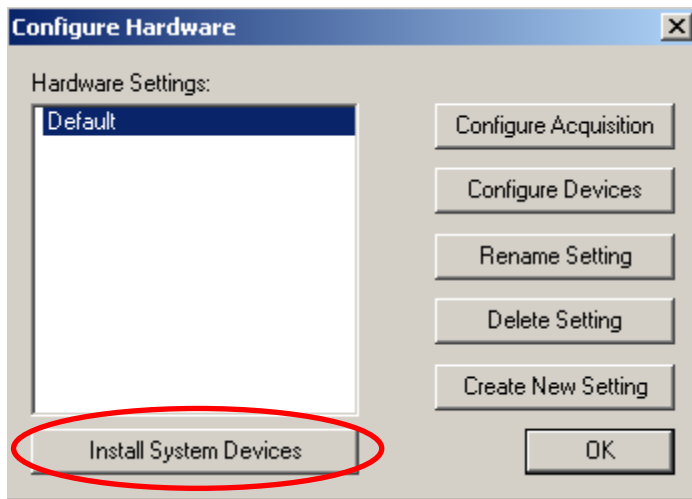 Configure Hardware
Hardware Settings:
Default
Configure Acquisition
Configure Devices
Rename Setting
Delete Setting
Create New Setting
Install System Devices
OK